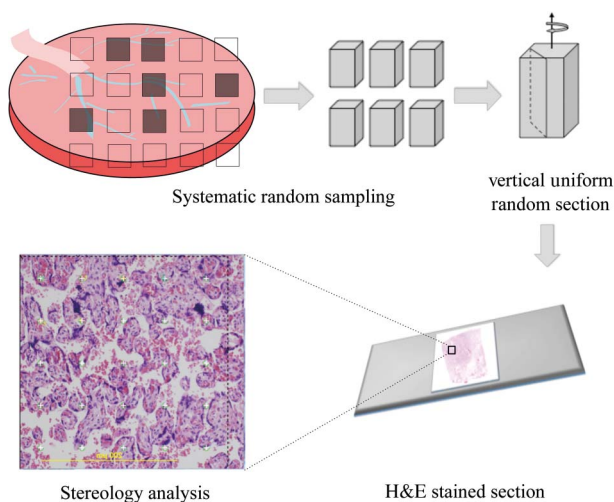 Systematic random sampling
vertical uniform
random section
Stereology analysis
H&E stained section